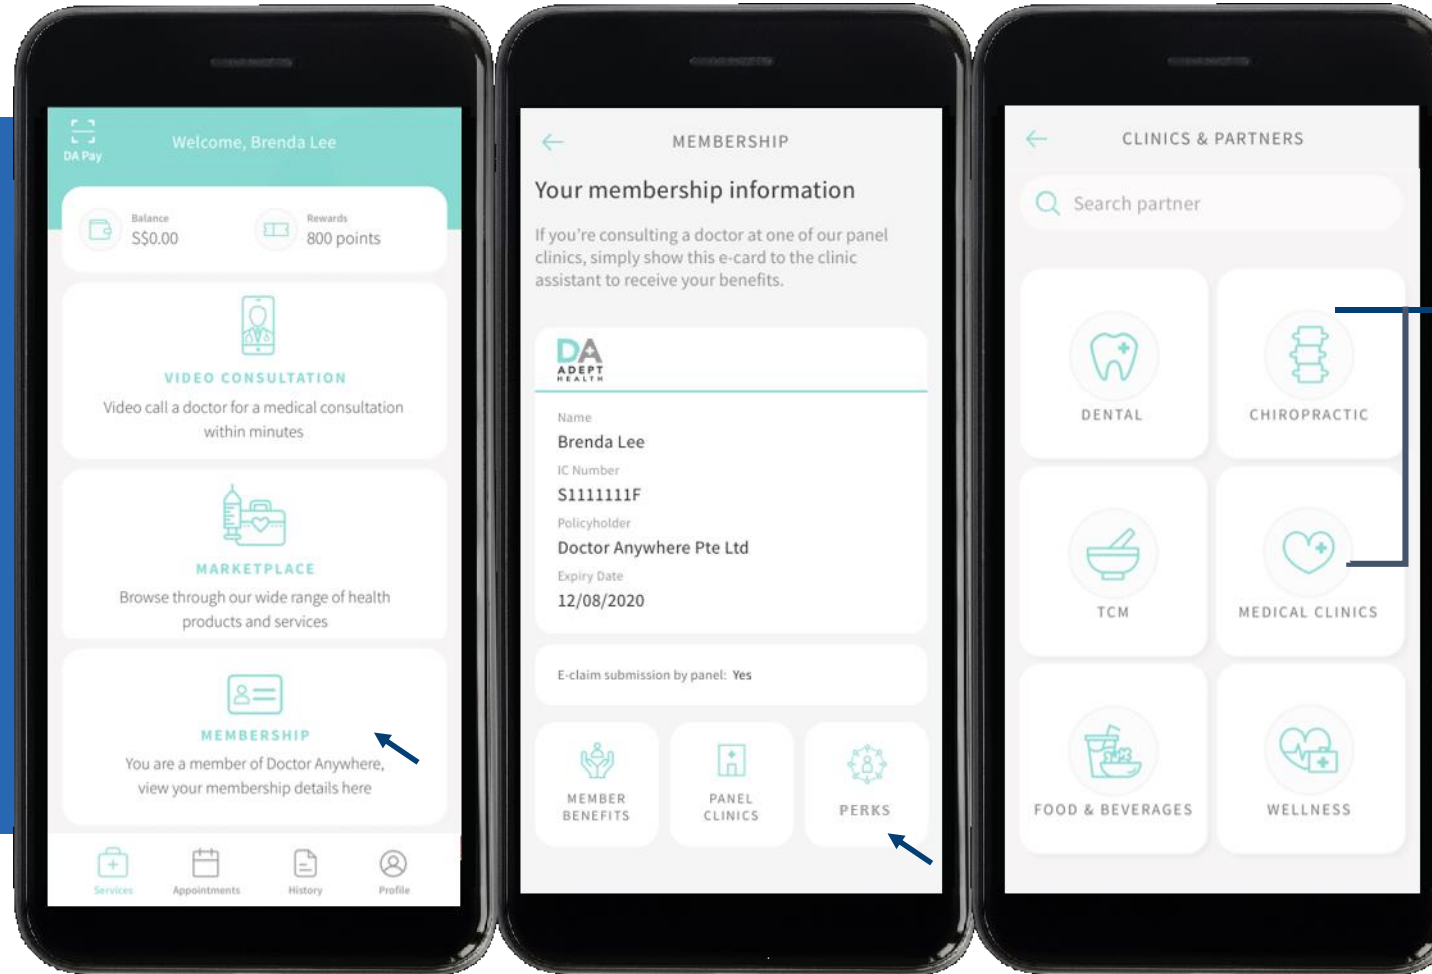 DA Pay
Welcome, Brenda Lee
Balance
S$0.00
Rewards
800 points
VIDEO CONSULTATION
Video call a doctor for a medical consultation
within minutes
MARKETPLACE
Browse through our wide range of health
products and services
MEMBERSHIP
You are a member of Doctor Anywhere,
view your membership details here
Services
Appointments
History
Profile
MEMBERSHIP
Your membership information
If you're consulting a doctor at one of our panel
clinics, simply show this e-card to the clinic
assistant to receive your benefits.
DA
ADEPT
HEALTH
Name
Brenda Lee
IC Number
S1111111F
Policyholder
Doctor Anywhere Pte Ltd
Expiry Date
12/08/2020
E-claim submission by panel: Yes
MEMBER
BENEFITS
PANEL
CLINICS
PERKS
CLINICS & PARTNERS
Search partner
DENTAL
CHIROPRACTIC
TCM
MEDICAL CLINICS
FOOD & BEVERAGES
WELLNESS